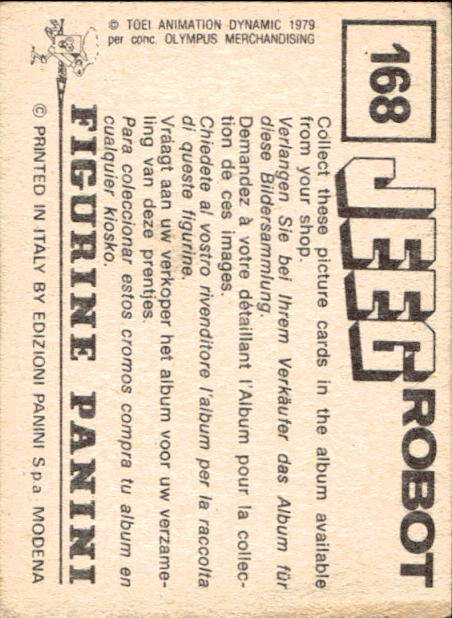 © TOEI ANIMATION DYNAMIC 1979
per conc. OLYMPUS MERCHANDISING
168
JEEG ROBOT
Collect these picture cards in the album available
from your shop.
Verlangen Sie bei Ihrem Verkäufer das Album für
diese Bildersammlung.
Demandez à votre détaillant l'Album pour la collec-
tion de ces images.
Chiedete al vostro rivenditore l'album per la raccolta
di queste figurine.
Vráagt aan uw verkoper het album voor uw verzame-
ling van deze prentjes.
Para coleccionar estos cromos compra tu album en
cualquier kiosko.
FIGURINE PANINI
© PRINTED IN ITALY BY EDIZIONI PANINI S.p.a MODENA